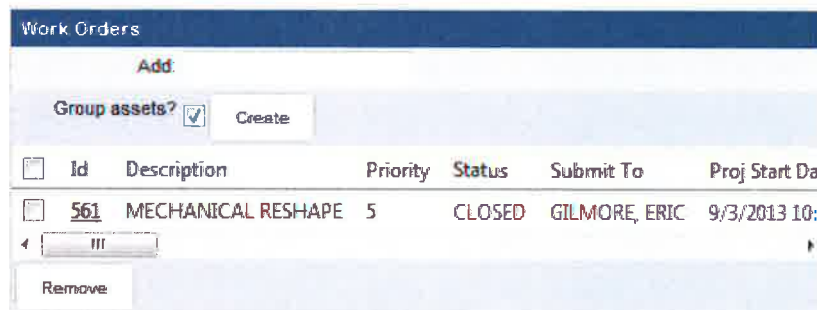 Work Orders
Add:
Group assets? Create
Id Description Priority Status Submit To Proj Start Da
561 MECHANICAL RESHAPE 5 CLOSED GILMORE, ERIC 9/3/2013 10:
Remove